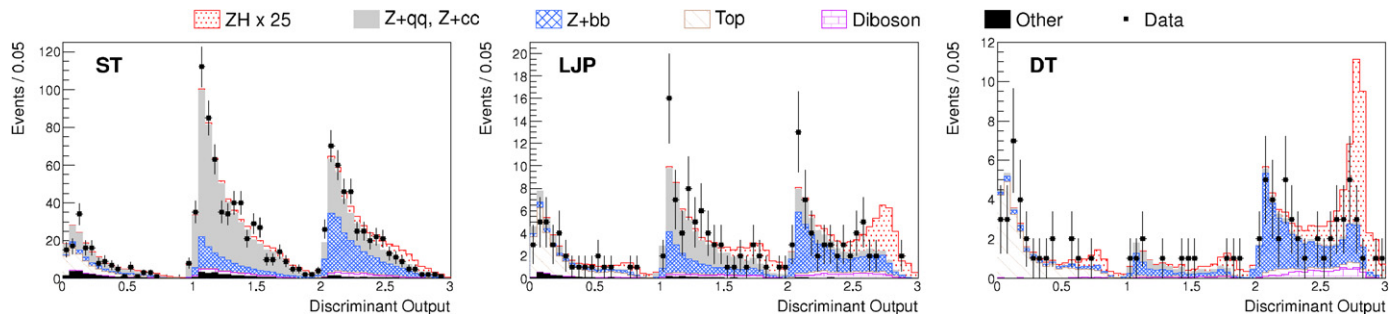 ZH x 25 Z+qq, Z+cc Z+bb Top Diboson Other Data
Events / 0.05
120
100
80
60
40
20
0
ST
0 0.5 1 1.5 2 2.5 3
Discriminant Output
Events / 0.05
20
18
16
14
12
10
8
6
4
2
0
LJP
0 0.5 1 1.5 2 2.5 3
Discriminant Output
Events / 0.05
12
10
8
6
4
2
0
DT
0 0.5 1 1.5 2 2.5 3
Discriminant Output